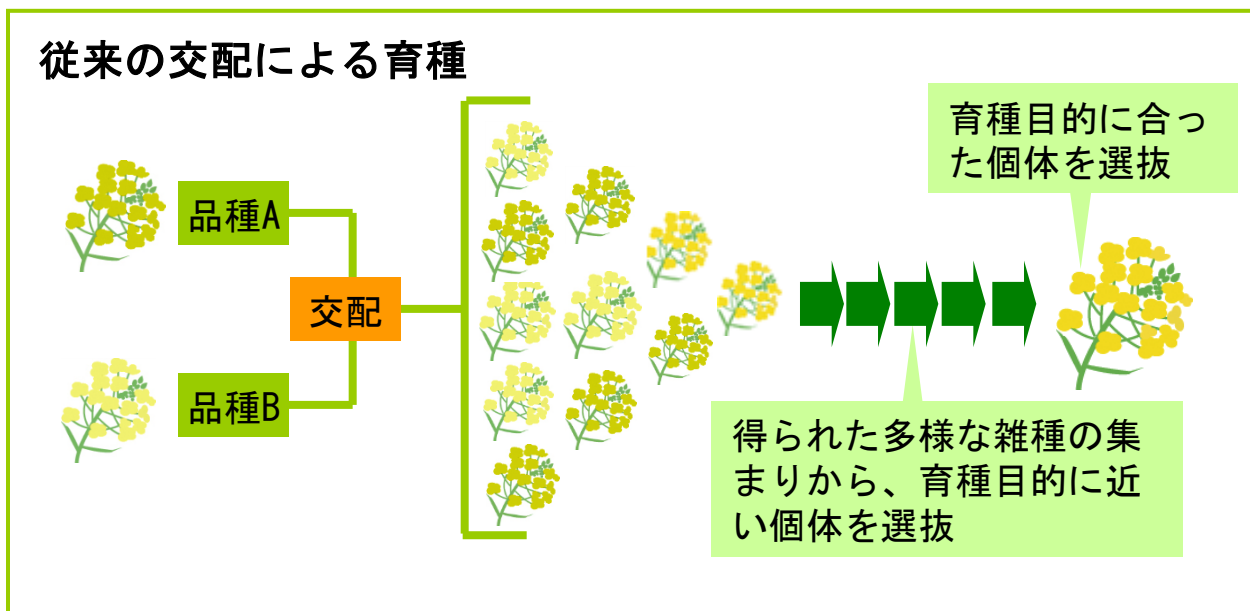 従来の交配による育種
品種A
交配
品種B
育種目的に合っ
た個体を選抜
得られた多様な雑種の集
まりから、育種目的に近
い個体を選抜